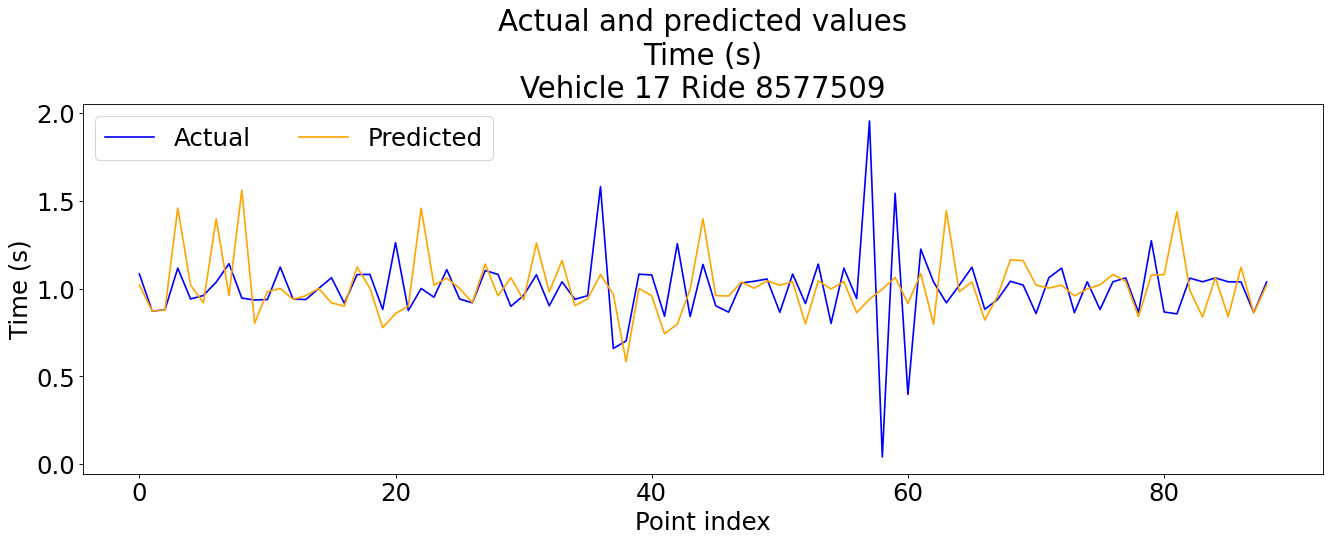 Actual and predicted values
Time (s)
Vehicle 17 Ride 8577509
Actual Predicted
2.0
1.5
1.0
0.5
0.0
Time (s)
0 20 40 60 80
Point index